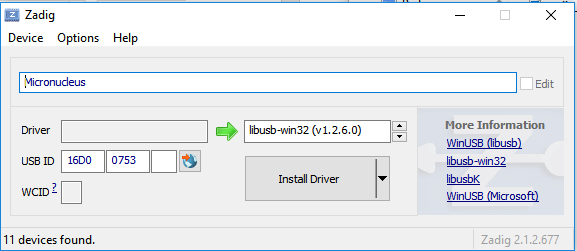 Zadig
Device Options Help
Micronucleus
Edit
Driver
libusb-win32 (v1.2.6.0)
More Information
WinUSB (libusb)
USB ID 16D0 0753
libusb-win32
libusbK
WCID ?
Install Driver
WinUSB (Microsoft)
11 devices found.
Zadig 2.1.2.677